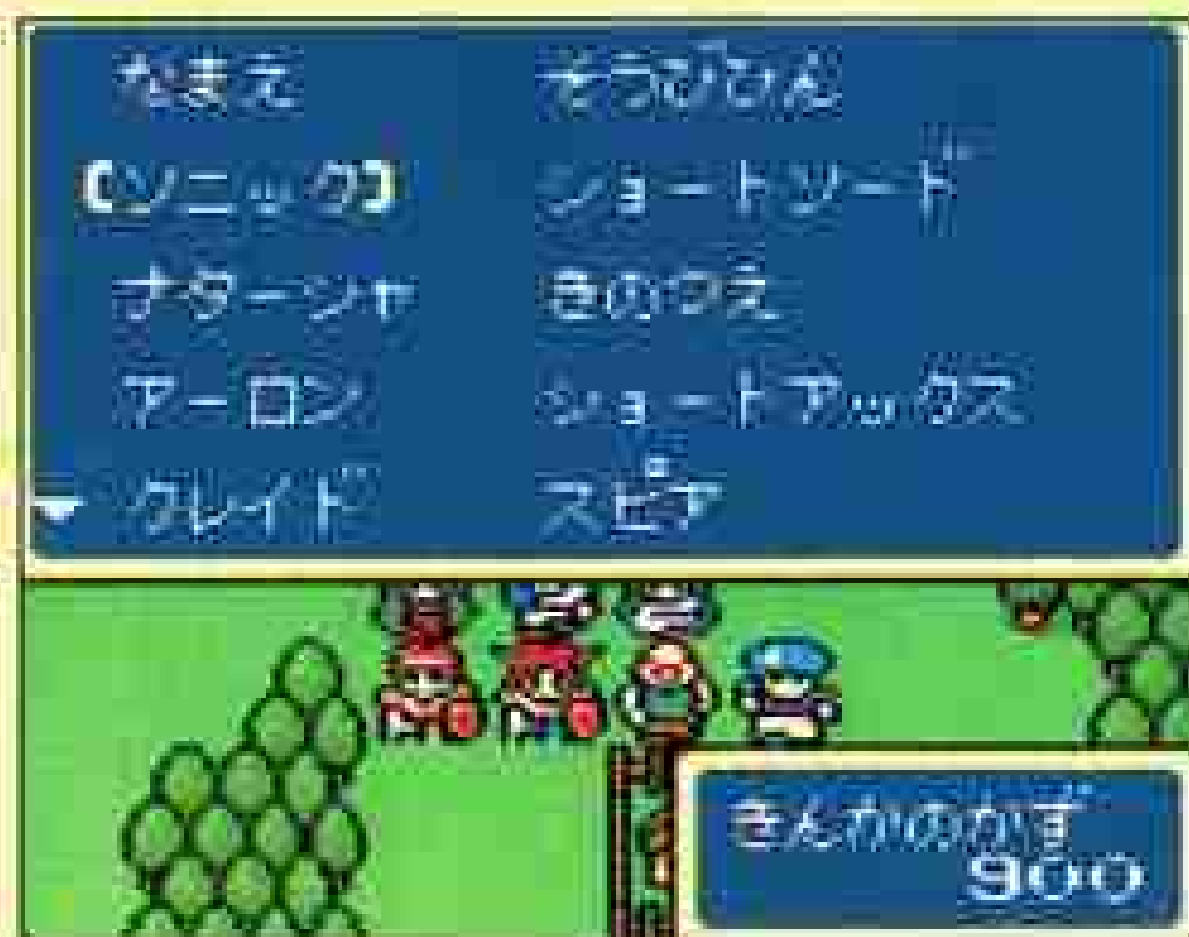 なまえ そうびひん
【ソニック】 ショートソード
ナターシャ きのつえ
アーロン ショートアックス
クレイド スピア
きんかのかず
900